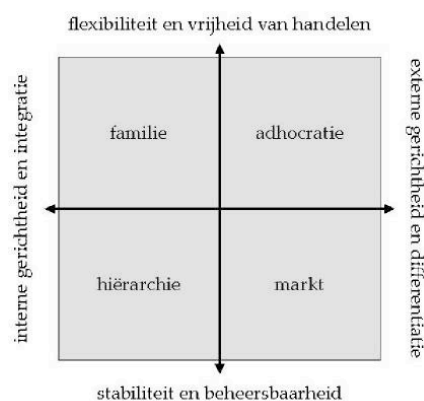 flexibiliteit en vrijheid van handelen
interne gerichtheid en integratie
familie
adhocratie
externe gerichtheid en differentiatie
hiërarchie
markt
stabiliteit en beheersbaarheid